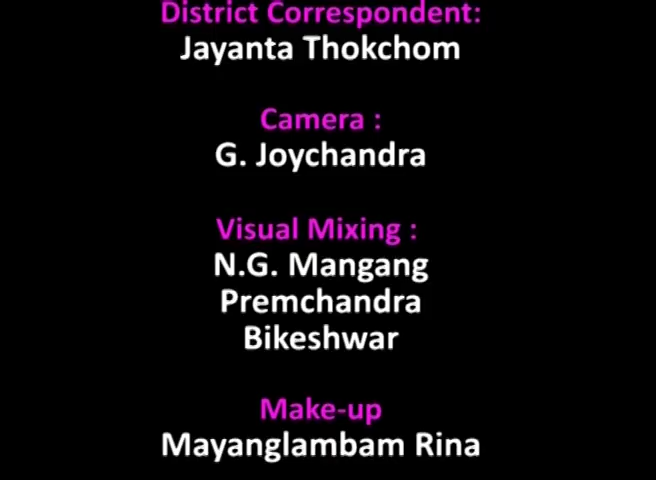 District Correspondent:
Jayanta Thokchom
Camera :
G. Joychandra
Visual Mixing :
N.G. Mangang
Premchandra
Bikeshwar
Make-up
Mayanglambam Rina